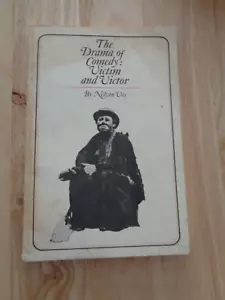 The
Drama of
Comedy:
Victim
and Victor
By Nelvin Vos